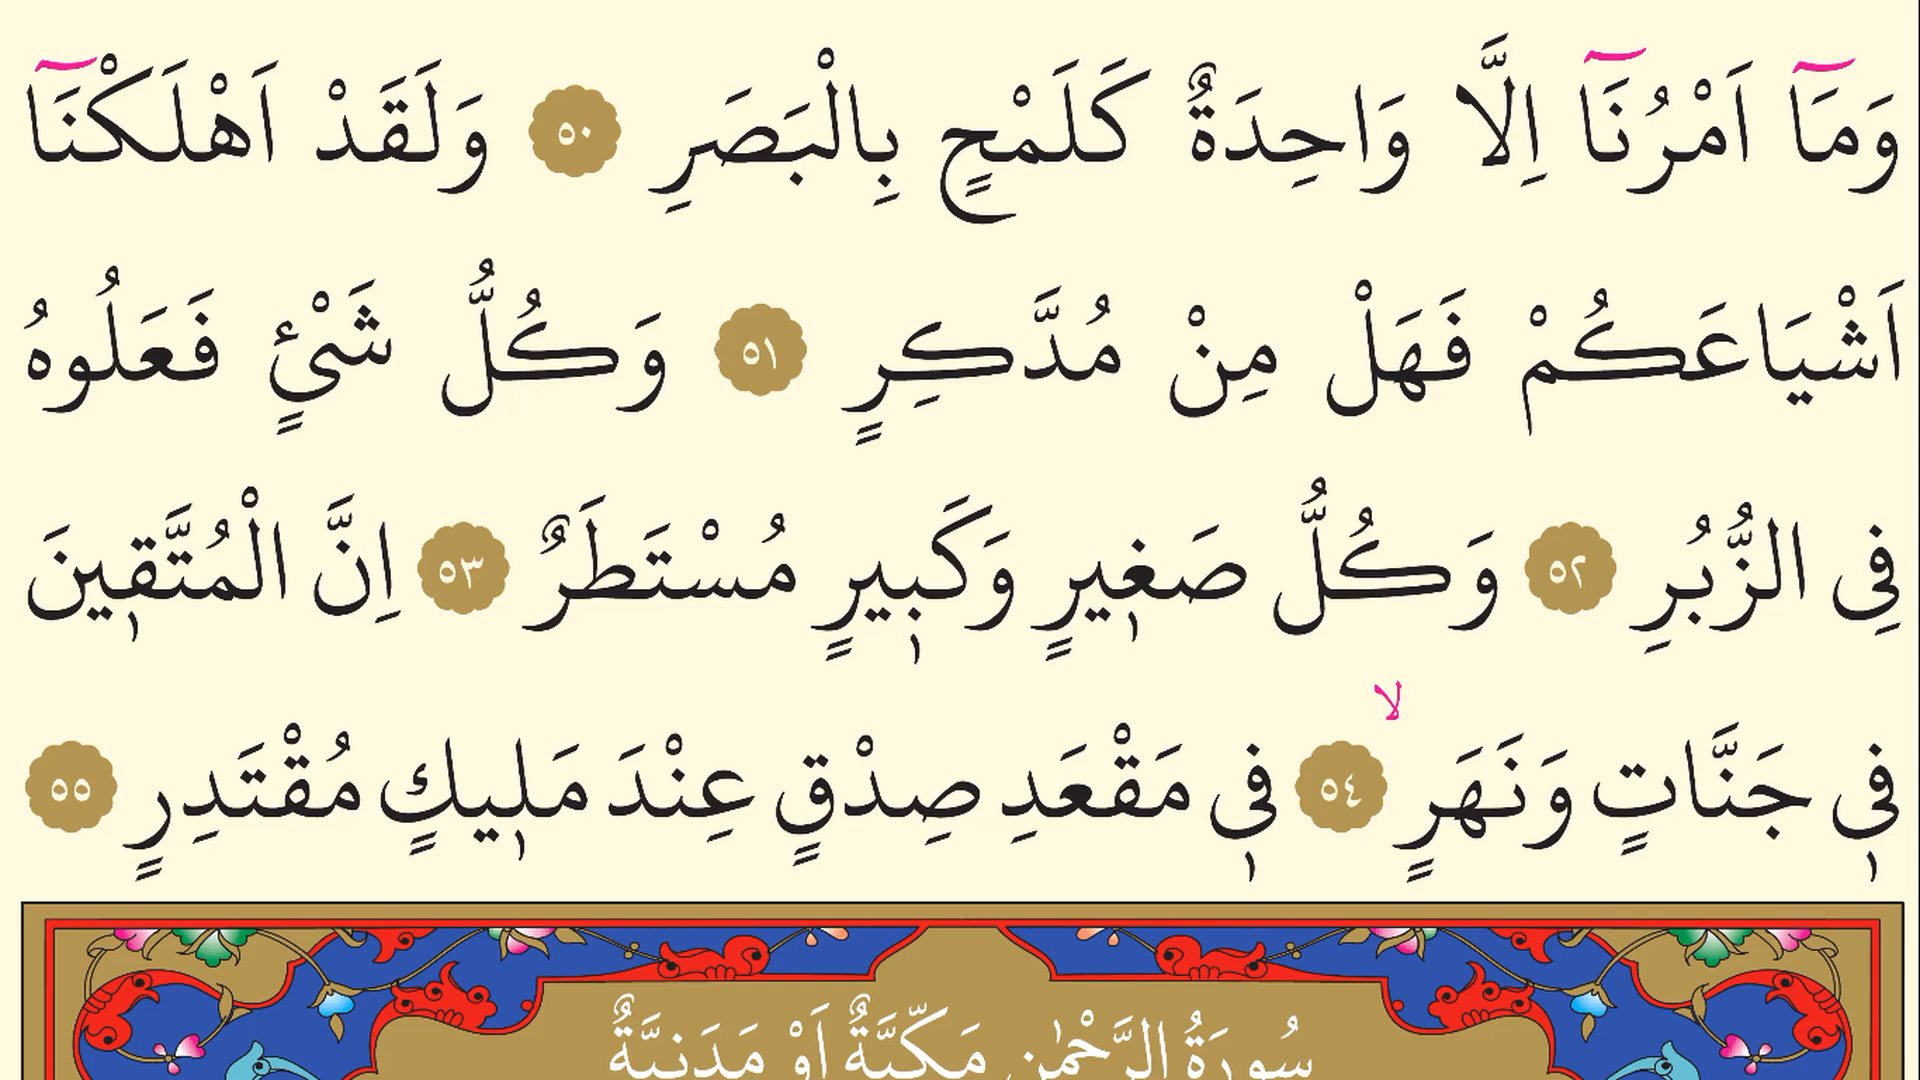 وَمَآ اَمْرُنَآ اِلَّا وَاحِدَةٌ كَلَمْحٍ بِالْبَصَرِ ٥٠ وَلَقَدْ اَهْلَكْنَآ
اَشْيَاعَكُمْ فَهَلْ مِنْ مُدَّكِرٍ ٥١ وَكُلُّ شَيْءٍ فَعَلُوهُ
فِي الزُّبُرِ ٥٢ وَكُلُّ صَغ۪يرٍ وَكَب۪يرٍ مُسْتَطَرٌ ٥٣ اِنَّ الْمُتَّق۪ينَ
ف۪ي جَنَّاتٍ وَنَهَرٍۙ ٥٤ ف۪ي مَقْعَدِ صِدْقٍ عِنْدَ مَل۪يكٍ مُقْتَدِرٍ ٥٥
سُورَةُ الرَّحْمٰنِ مَكِّيَّةٌ اَوْ مَدَنِيَّةٌ